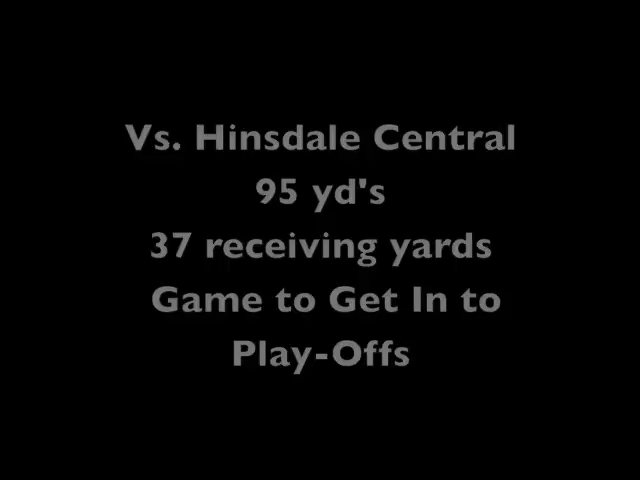 Vs. Hinsdale Central
95 yd's
37 receiving yards
Game to Get In to
Play-Offs